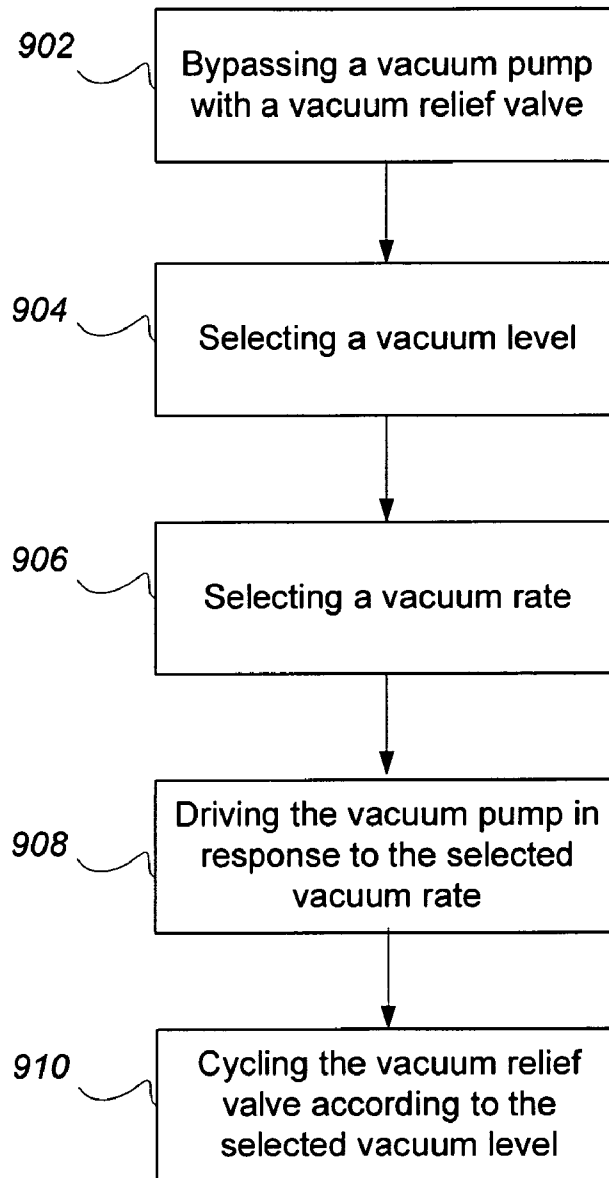 902
Bypassing a vacuum pump
with a vacuum relief valve
904
Selecting a vacuum level
906
Selecting a vacuum rate
908
Driving the vacuum pump in
response to the selected
vacuum rate
910
Cycling the vacuum relief
valve according to the
selected vacuum level